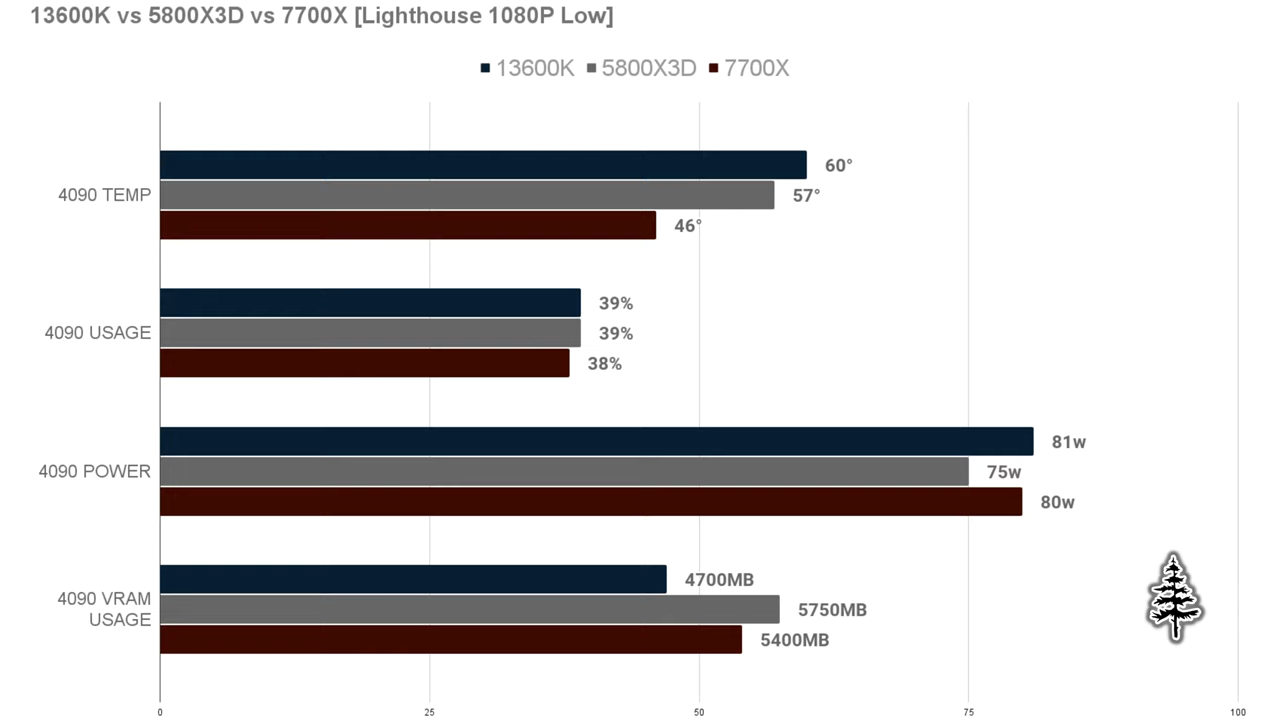 13600K vs 5800X3D vs 7700X [Lighthouse 1080P Low]
13600K 5800X3D 7700X
4090 TEMP
60°
57°
46°
4090 USAGE
39%
39%
38%
4090 POWER
81w
75w
80w
4090 VRAM
USAGE
4700MB
5750MB
5400MB
0 25 50 75 100